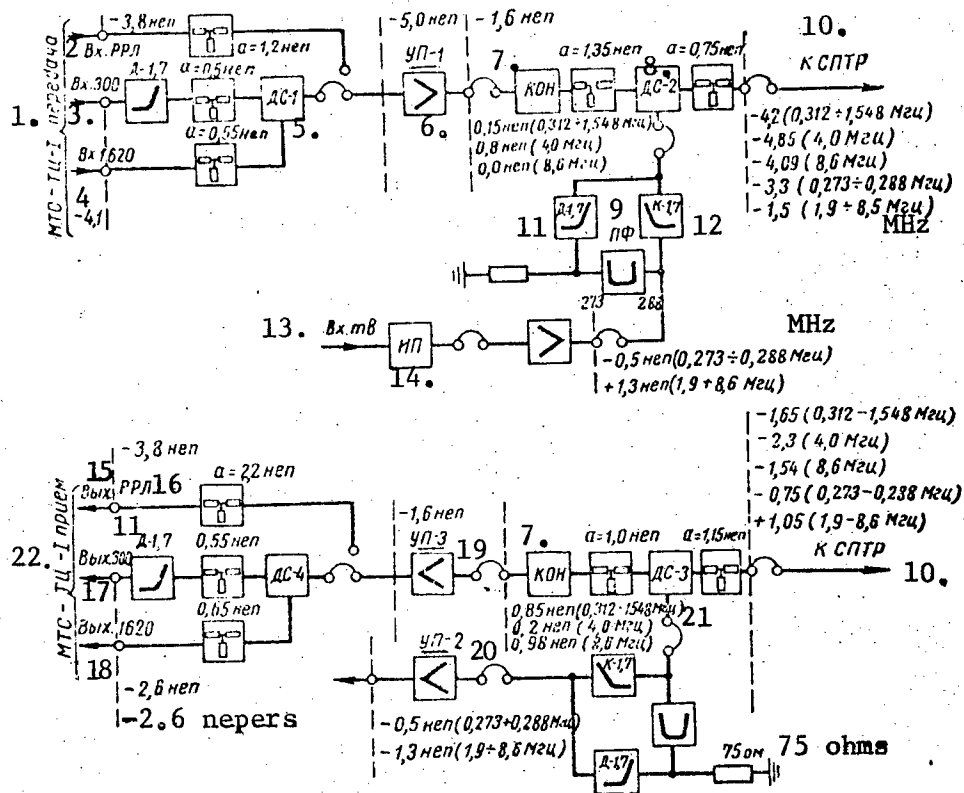 -3,8 неп
-5,0 неп
-1,6 неп
2
Вх. РРЛ
а=1,2 неп
УП-1
7.
а=1,35 неп
а=0,75 неп
10.
К СПТР
Вх.300
Д-1,7
а=0,5 неп
ДС-1
КОН
ДС-2
1.
3.
5.
6.
МТС-ТЦ-I передача
а=0,55 неп
0,15 неп (0,312÷1,548 Мгц)
0,8 неп (4,0 Мгц)
0,0 неп (8,6 Мгц)
-4,2 (0,312÷1,548 Мгц)
-4,85 (4,0 Мгц)
-4,09 (8,6 Мгц)
-3,3 (0,273÷0,288 Мгц)
-1,5 (1,9÷8,5 Мгц)
MHz
Вх.1620
4
-4,1
11
Д-1,7
9
ПФ
К-1,7
12
273
288
13.
Вх.тв
ИП
14.
MHz
-0,5 неп (0,273÷0,288 Мгц)
+1,3 неп (1,9÷8,6 Мгц)
-3,8 неп
15
Вых. РРЛ
16
а=2,2 неп
-1,65 (0,312-1,548 Мгц)
-2,3 (4,0 Мгц)
-1,54 (8,6 Мгц)
-0,75 (0,273-0,238 Мгц)
+1,05 (1,9-8,6 Мгц)
К СПТР
10.
11
-1,6 неп
УП-3
19
7.
а=1,0 неп
а=1,15 неп
22.
МТС-ТЦ-I прием
Вых.300
Д-1,7
0,55 неп
ДС-4
КОН
ДС-3
17
0,65 неп
0,85 неп (0,312-1548 Мгц)
0,2 неп (4,0 Мгц)
0,98 неп (8,6 Мгц)
21
Вых.1620
18
УП-2
20
К-1,7
-2,6 неп
-2.6 nepers
-0,5 неп (0,273÷0,288 Мгц)
-1,3 неп (1,9÷8,6 Мгц)
Д-1,7
75 ом
75 ohms